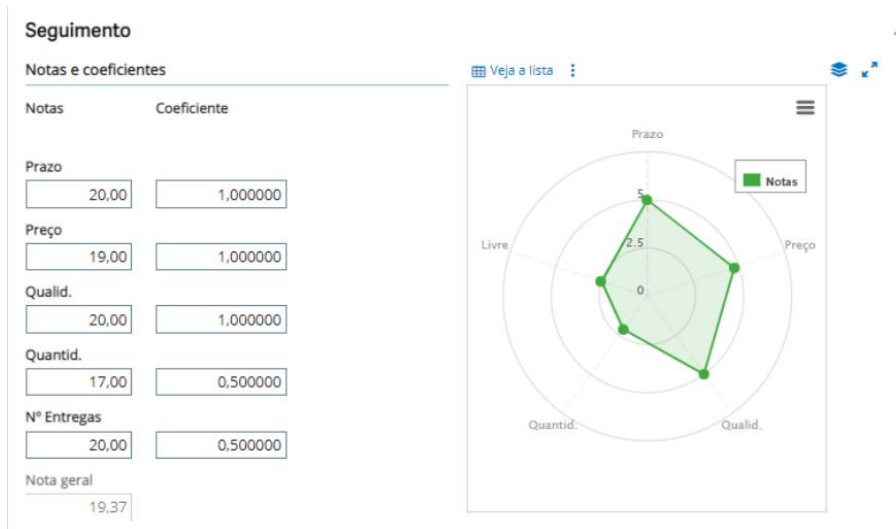 Seguimento
Notas e coeficientes
Notas Coeficiente
Prazo
20,00 1,000000
Preço
19,00 1,000000
Qualid.
20,00 1,000000
Quantid.
17,00 0,500000
Nº Entregas
20,00 0,500000
Nota geral
19,37
Veja a lista
Prazo
Notas
5
Livre 2.5 Preço
0
Quantid. Qualid.